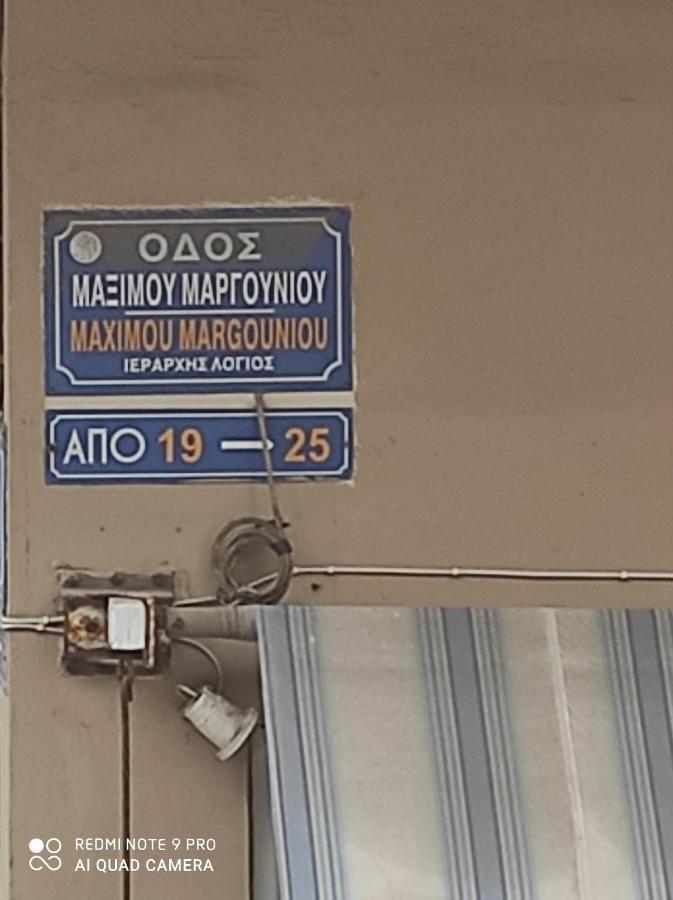 ΟΔΟΣ
ΜΑΞΙΜΟΥ ΜΑΡΓΟΥΝΙΟΥ
MAXIMOU MARGOUNIOU
ΙΕΡΑΡΧΗΣ ΛΟΓΙΟΣ
ΑΠΟ 19 → 25
REDMI NOTE 9 PRO
AI QUAD CAMERA